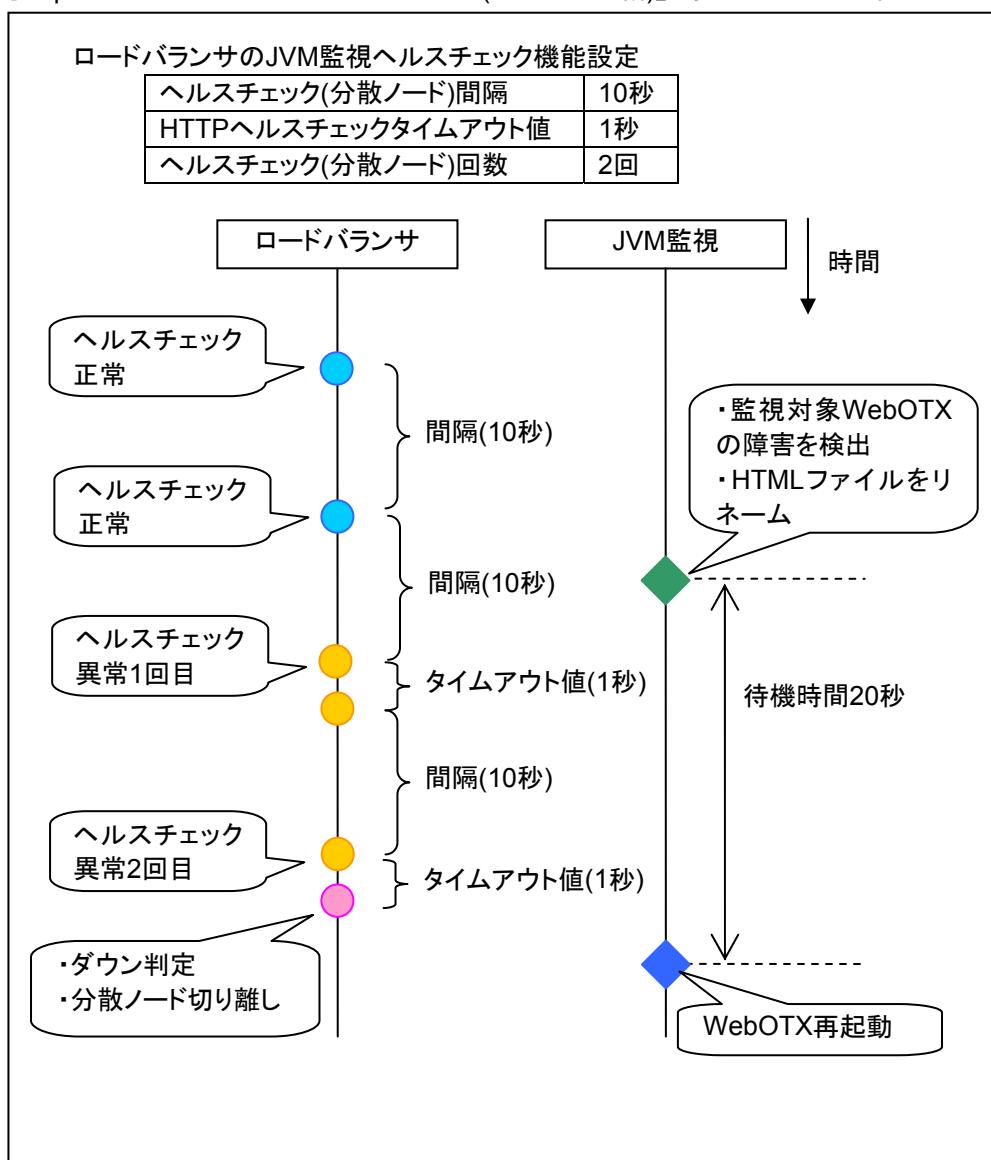 ロードバランサのJVM監視ヘルスチェック機能設定
ヘルスチェック(分散ノード)間隔 10秒
HTTPヘルスチェックタイムアウト値 1秒
ヘルスチェック(分散ノード)回数 2回
ロードバランサ
JVM監視
時間
ヘルスチェック
正常
間隔(10秒)
・監視対象WebOTX
の障害を検出
・HTMLファイルをリ
ネーム
ヘルスチェック
正常
間隔(10秒)
ヘルスチェック
異常1回目
タイムアウト値(1秒)
待機時間20秒
間隔(10秒)
ヘルスチェック
異常2回目
タイムアウト値(1秒)
・ダウン判定
・分散ノード切り離し
WebOTX再起動